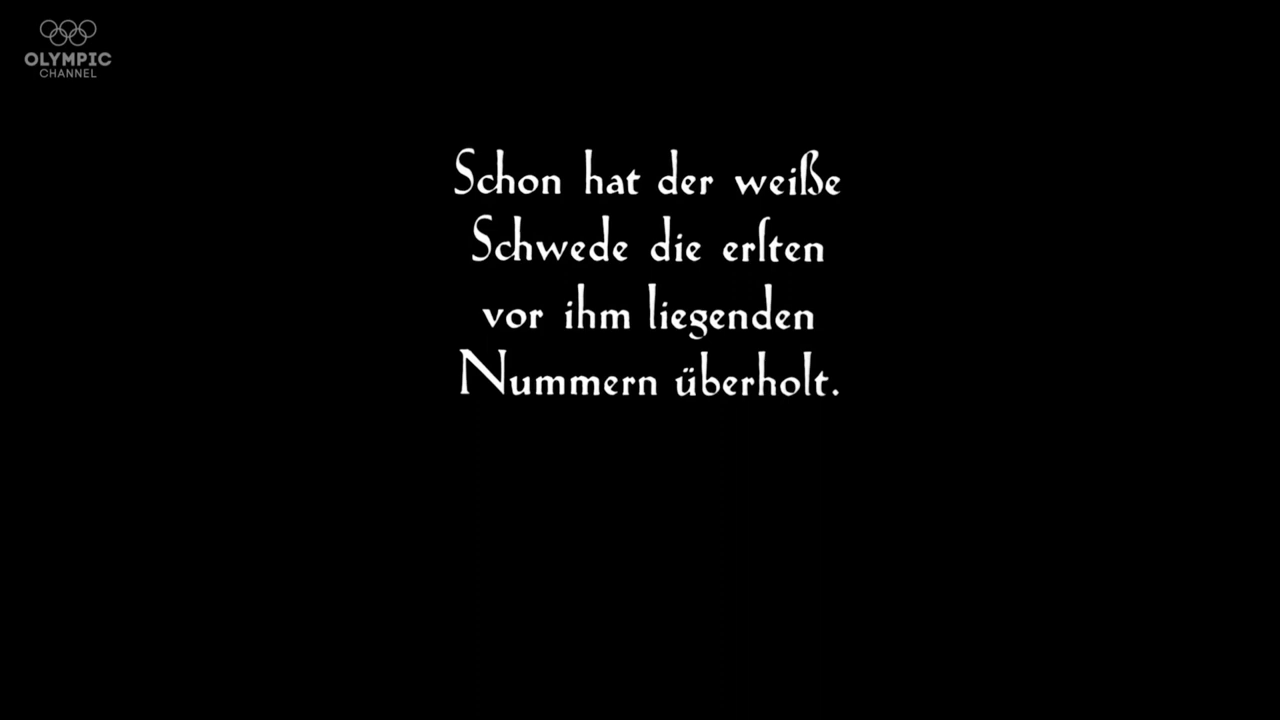 OLYMPIC
CHANNEL
Schon hat der weiße
Schwede die erſten
vor ihm liegenden
Nummern überholt.